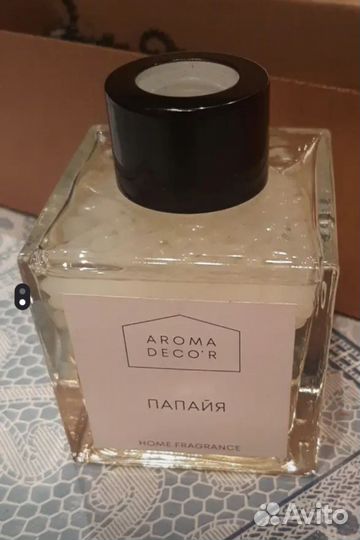 AROMA
DECO'R
ПАПАЙЯ
HOME FRAGRANCE
Avito